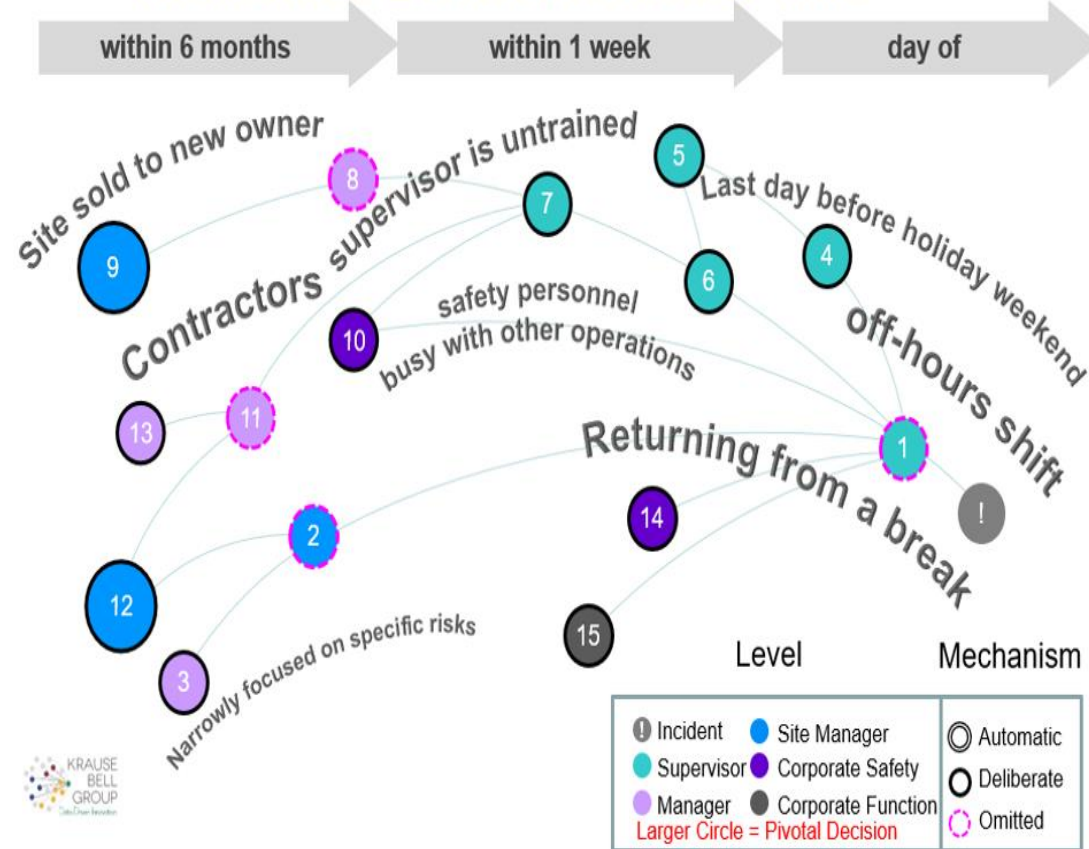 within 6 months
within 1 week
day of
Site sold to new owner
Contractors supervisor is untrained
Last day before holiday weekend
off-hours shift
safety personnel
busy with other operations
Returning from a break
Narrowly focused on specific risks
5
8
7
4
9
6
10
11
13
1
14
!
2
12
15
3
Level
Mechanism
! Incident
Site Manager
Automatic
Supervisor
Corporate Safety
Deliberate
Manager
Corporate Function
Omitted
Larger Circle = Pivotal Decision
KRAUSE
BELL
GROUP